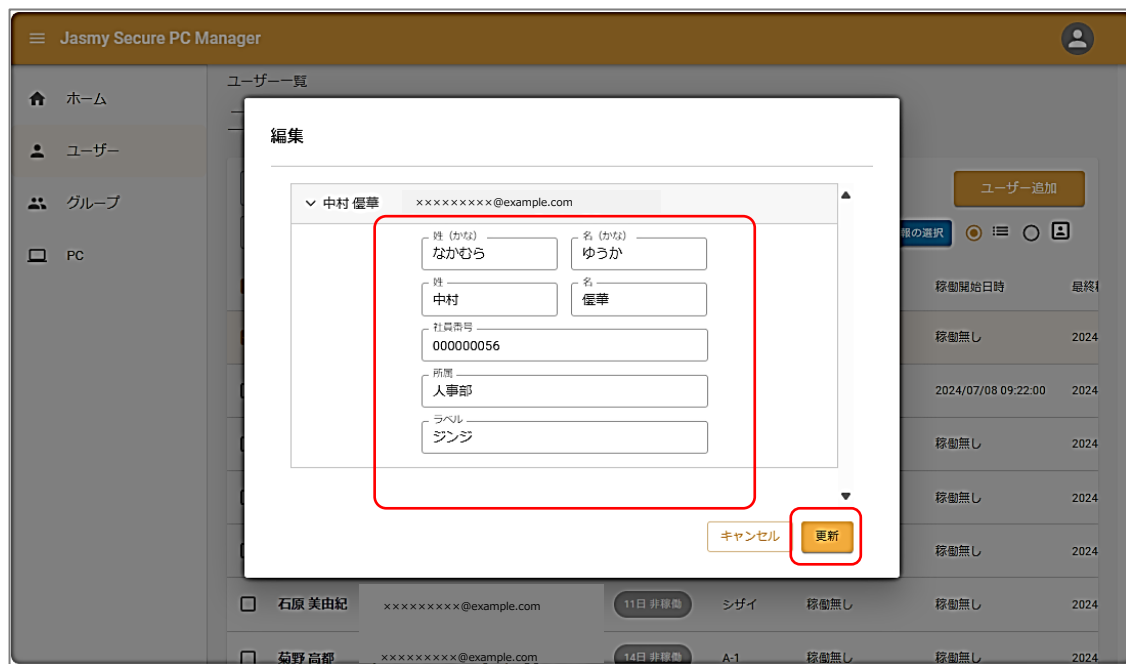 Jasmy Secure PC Manager
ホーム
ユーザー
グループ
PC
ユーザー一覧
ユーザー追加
報の選択
稼働開始日時 最終
稼働無し 2024
2024/07/08 09:22:00 2024
稼働無し 2024
稼働無し 2024
稼働無し 2024
編集
中村 優華 ×××××××××@example.com
姓（かな） 名（かな）
なかむら ゆうか
姓 名
中村 優華
社員番号
000000056
所属
人事部
ラベル
ジンジ
キャンセル 更新
石原 美由紀 ×××××××××@example.com 11日 非稼働 シザイ 稼働無し 稼働無し 2024
菊野 高都 ×××××××××@example.com 14日 非稼働 A-1 稼働無し 稼働無し 2024